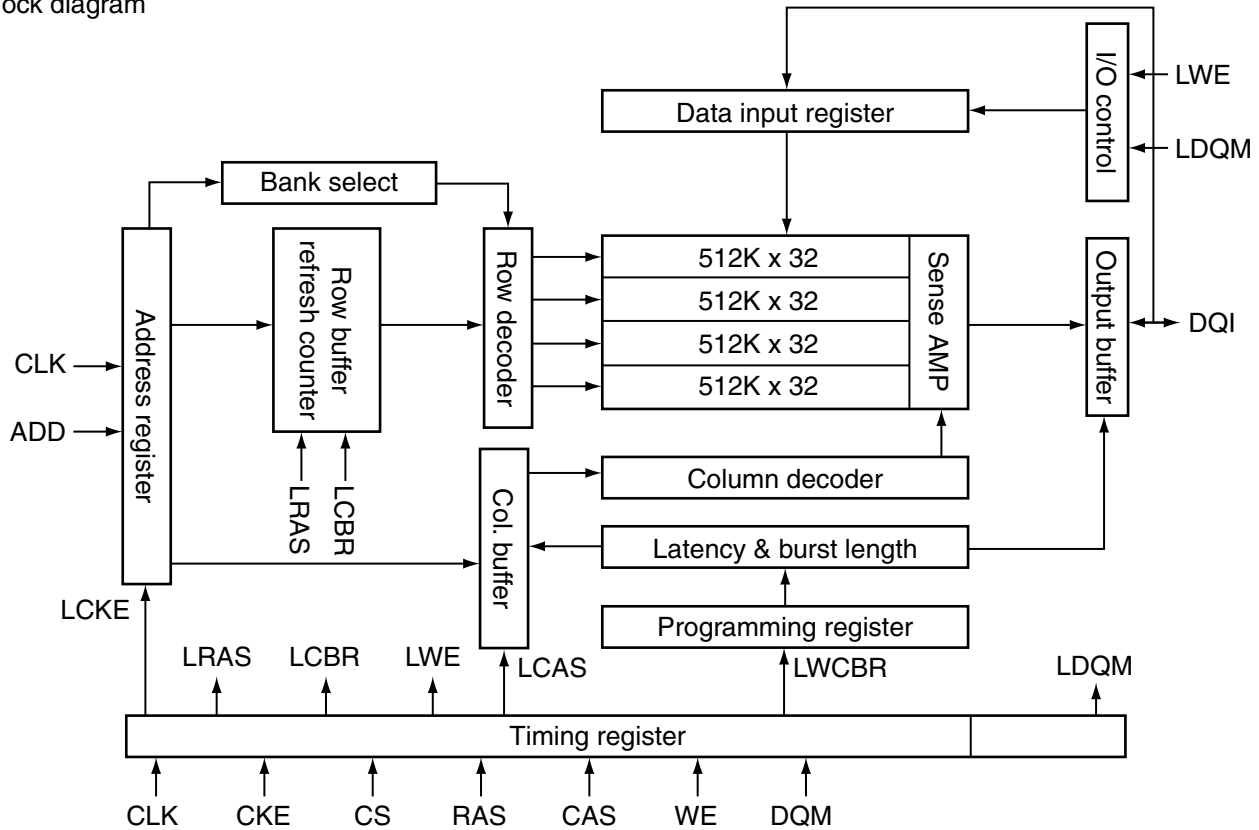 ock diagram
I/O control
LWE
LDQM
Data input register
Bank select
Address register
Row buffer
refresh counter
Row decoder
512K x 32
512K x 32
512K x 32
512K x 32
Sense AMP
Output buffer
DQI
CLK
ADD
LRAS
LCBR
Col. buffer
Column decoder
Latency & burst length
Programming register
LCKE
LRAS
LCBR
LWE
LCAS
LWCBR
LDQM
Timing register
CLK
CKE
CS
RAS
CAS
WE
DQM